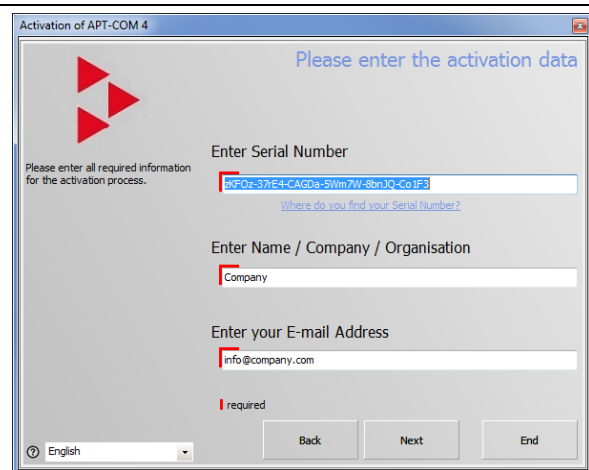 Activation of APT-COM 4
Please enter the activation data
Please enter all required information
for the activation process.
Enter Serial Number
zKFOz-37rE4-CAGDa-5Wm7W-8bnJQ-Co1F3
Where do you find your Serial Number?
Enter Name / Company / Organisation
Company
Enter your E-mail Address
info@company.com
required
Back
Next
End
English